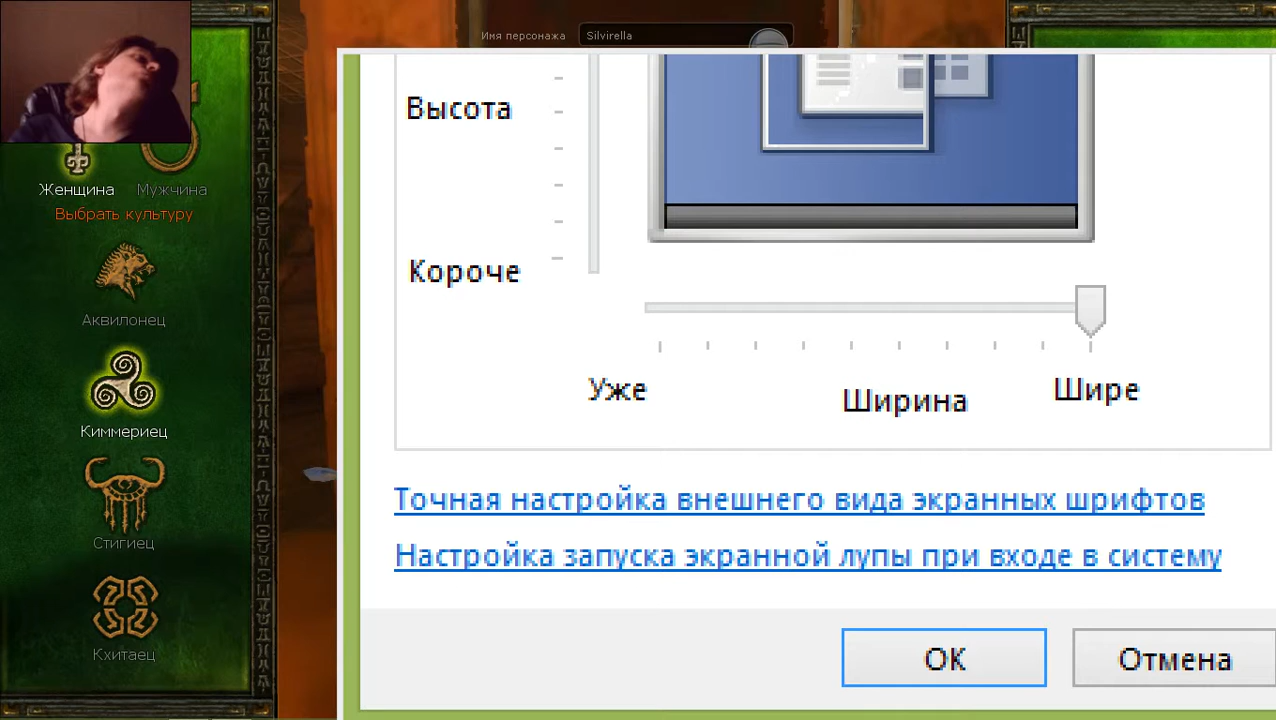 Имя персонажа Silvirella
Женщина Мужчина
Выбрать культуру
Аквилонец
Киммериец
Стигиец
Кхитаец
Высота
Короче
Уже Ширина Шире
Точная настройка внешнего вида экранных шрифтов
Настройка запуска экранной лупы при входе в систему
ОК Отмена